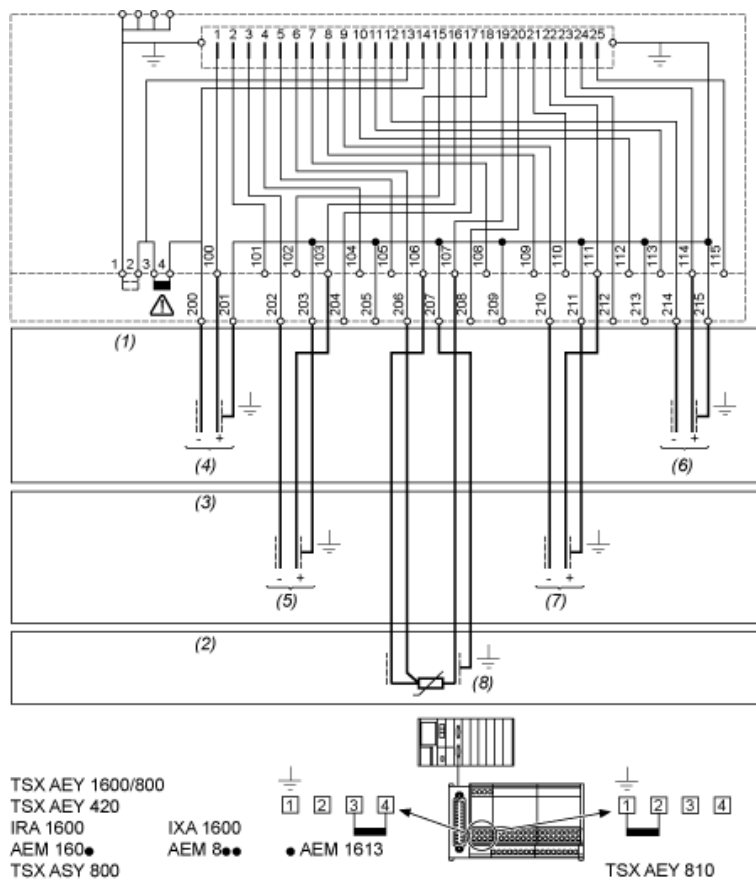 1 2 3 4 5 6 7 8 9 10 11 12 13 14 15 16 17 18 19 20 21 22 23 24 25
1 2 3 4 100 101 102 103 104 105 106 107 108 109 110 111 112 113 114 115
200 201 202 203 204 205 206 207 208 209 210 211 212 213 214 215
(1)
- + - +
(4) (6)
(3)
- + - +
(5) (7)
(2)
(8)
TSX AEY 1600/800
1 2 3 4 1 2 3 4
TSX AEY 420
IRA 1600 IXA 1600
AEM 160● AEM 8●● ● AEM 1613
TSX ASY 800 TSX AEY 810